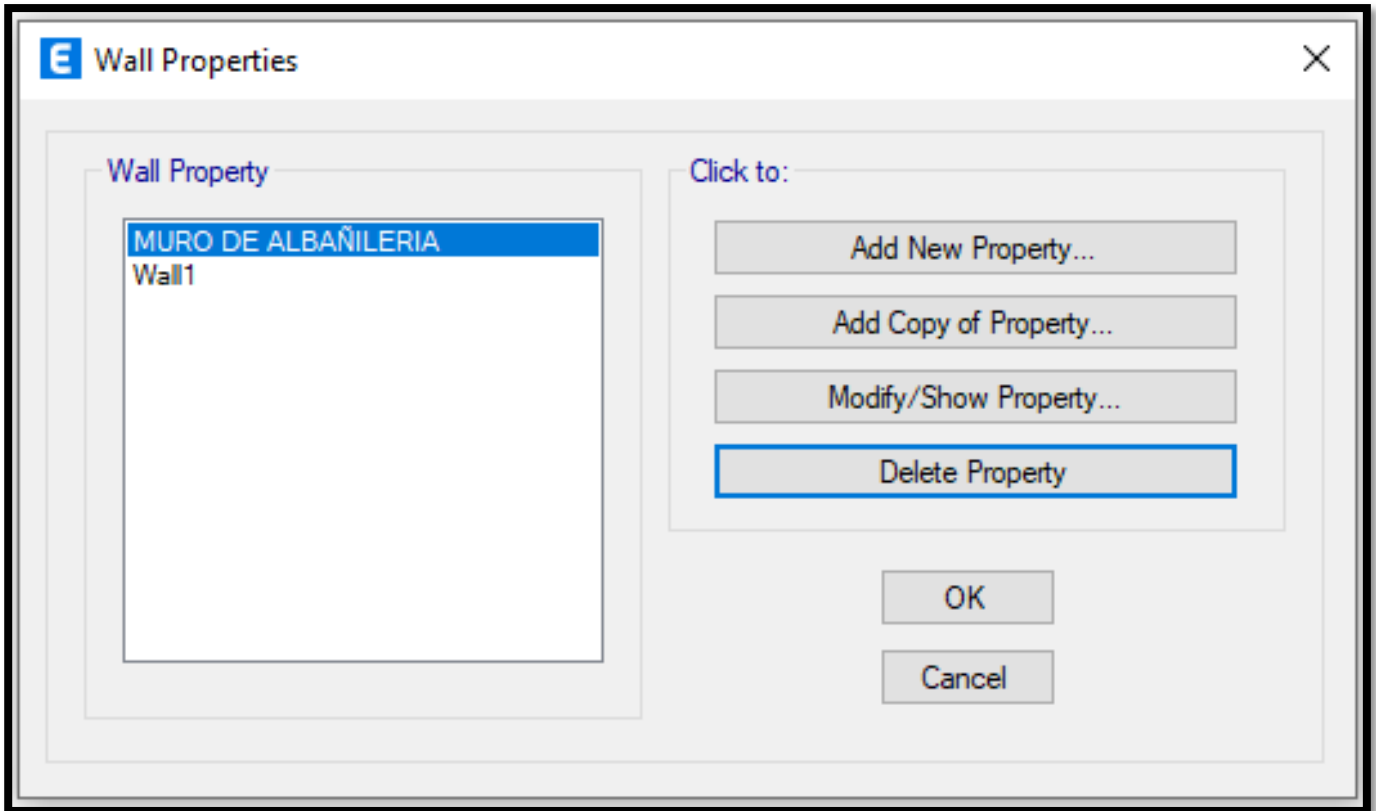 Wall Properties
Wall Property
MURO DE ALBAÑILERIA
Wall1
Click to:
Add New Property...
Add Copy of Property...
Modify/Show Property...
Delete Property
OK
Cancel